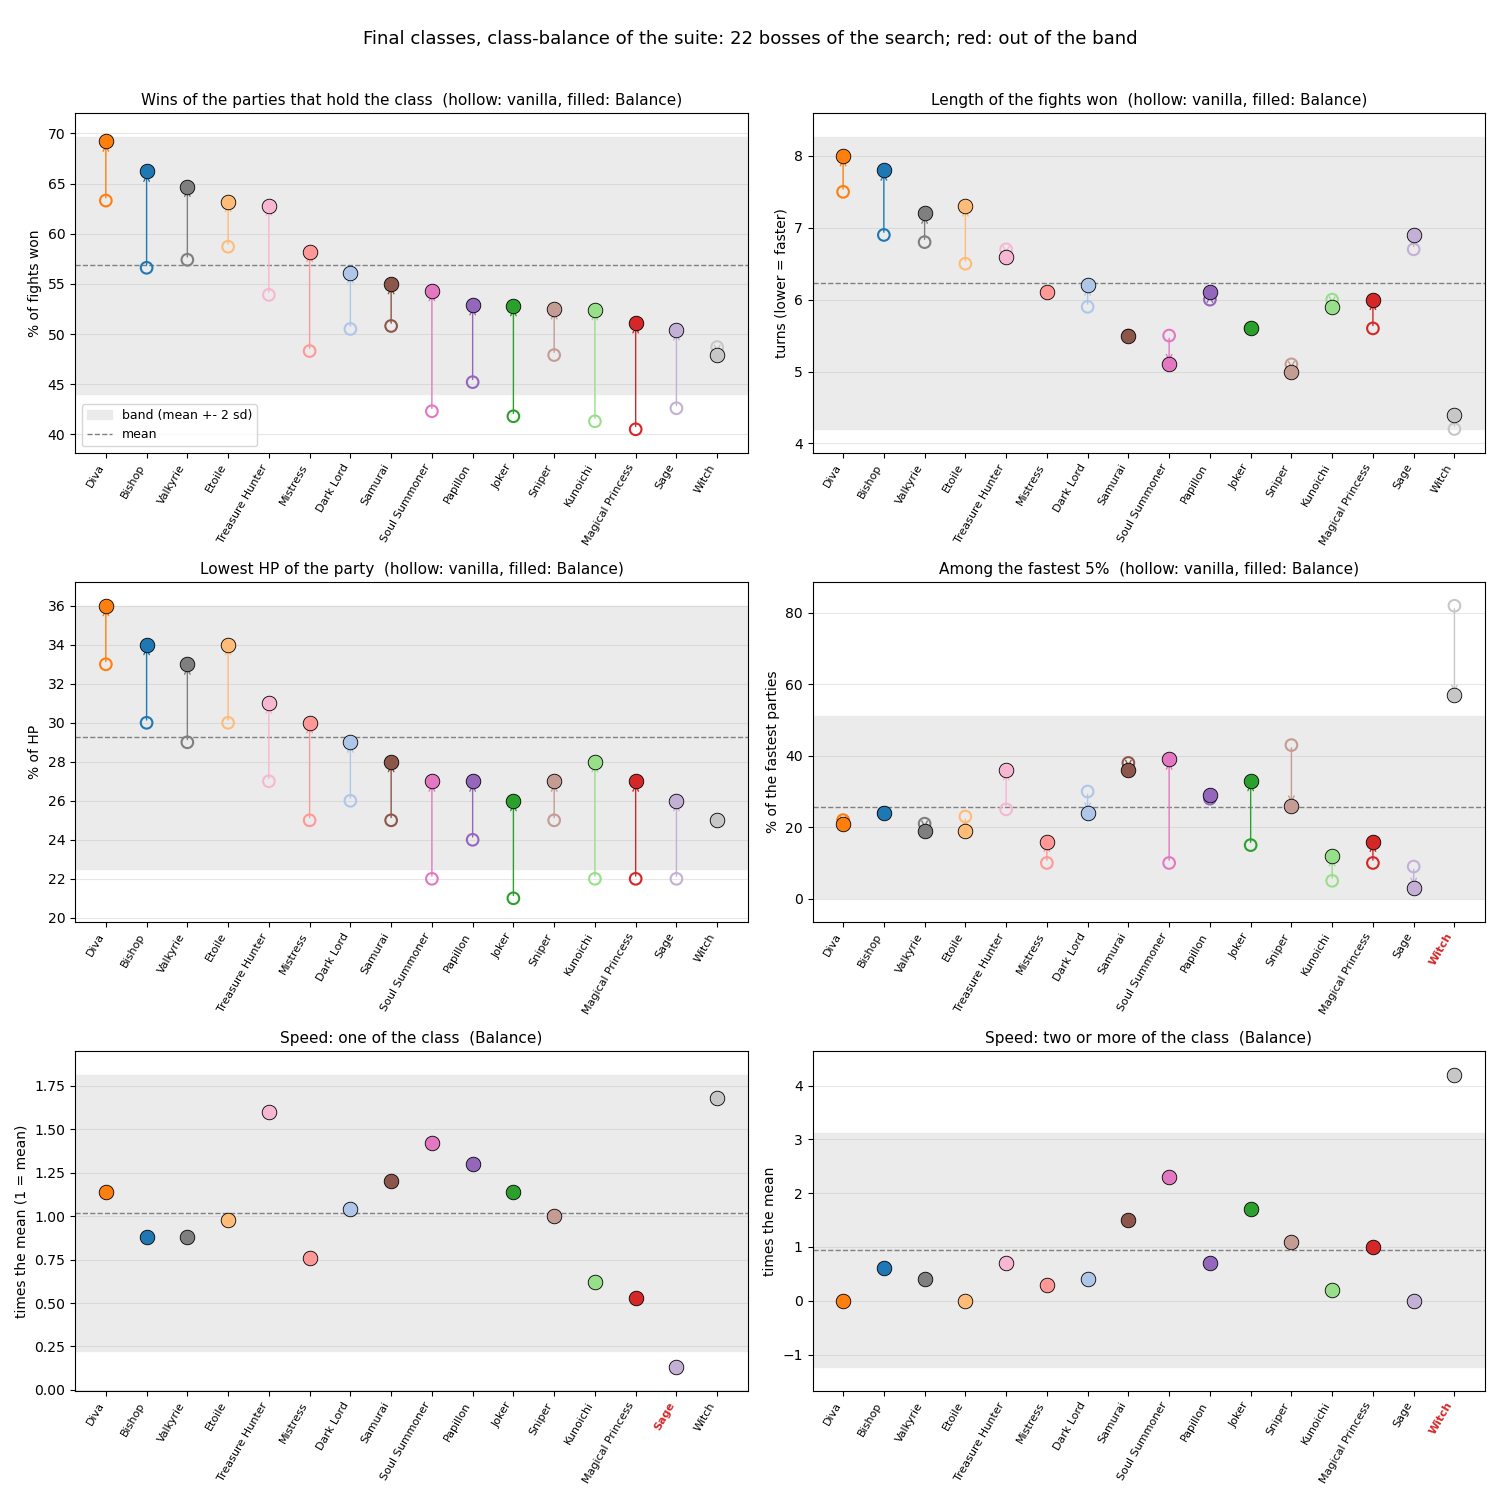 Final classes, class-balance of the suite: 22 bosses of the search; red: out of the band
Wins of the parties that hold the class  (hollow: vanilla, filled: Balance)
% of fights won
70
65
60
55
50
45
40
band (mean +- 2 sd)
mean
Diva
Bishop
Valkyrie
Etoile
Treasure Hunter
Mistress
Dark Lord
Samurai
Soul Summoner
Papillon
Joker
Sniper
Kunoichi
Magical Princess
Sage
Witch
Length of the fights won  (hollow: vanilla, filled: Balance)
turns (lower = faster)
8
7
6
5
4
Diva
Bishop
Valkyrie
Etoile
Treasure Hunter
Mistress
Dark Lord
Samurai
Soul Summoner
Papillon
Joker
Sniper
Kunoichi
Magical Princess
Sage
Witch
Lowest HP of the party  (hollow: vanilla, filled: Balance)
% of HP
36
34
32
30
28
26
24
22
20
Diva
Bishop
Valkyrie
Etoile
Treasure Hunter
Mistress
Dark Lord
Samurai
Soul Summoner
Papillon
Joker
Sniper
Kunoichi
Magical Princess
Sage
Witch
Among the fastest 5%  (hollow: vanilla, filled: Balance)
% of the fastest parties
80
60
40
20
0
Diva
Bishop
Valkyrie
Etoile
Treasure Hunter
Mistress
Dark Lord
Samurai
Soul Summoner
Papillon
Joker
Sniper
Kunoichi
Magical Princess
Sage
Witch
Speed: one of the class  (Balance)
times the mean (1 = mean)
1.75
1.50
1.25
1.00
0.75
0.50
0.25
0.00
Diva
Bishop
Valkyrie
Etoile
Treasure Hunter
Mistress
Dark Lord
Samurai
Soul Summoner
Papillon
Joker
Sniper
Kunoichi
Magical Princess
Sage
Witch
Speed: two or more of the class  (Balance)
times the mean
4
3
2
1
0
−1
Diva
Bishop
Valkyrie
Etoile
Treasure Hunter
Mistress
Dark Lord
Samurai
Soul Summoner
Papillon
Joker
Sniper
Kunoichi
Magical Princess
Sage
Witch